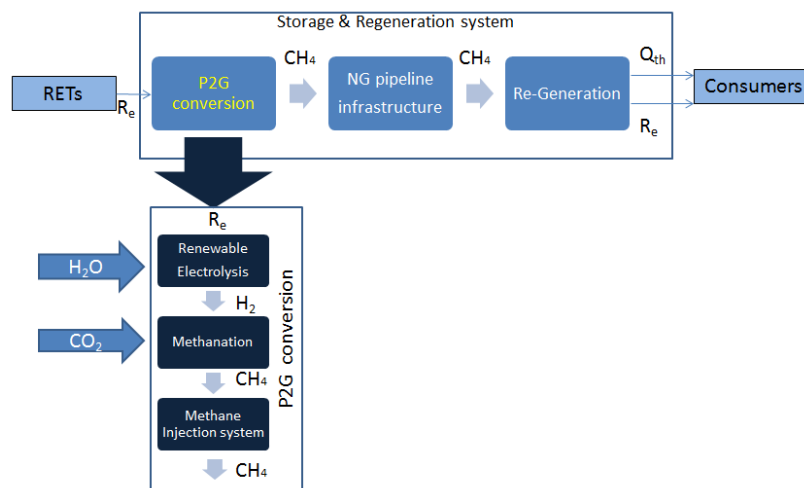 Storage & Regeneration system
RETs
Rₑ
P2G
conversion
CH₄
NG pipeline
infrastructure
CH₄
Re-Generation
Qₜₕ
Rₑ
Consumers
Rₑ
H₂O
Renewable
Electrolysis
H₂
CO₂
Methanation
CH₄
Methane
Injection system
CH₄
P2G conversion